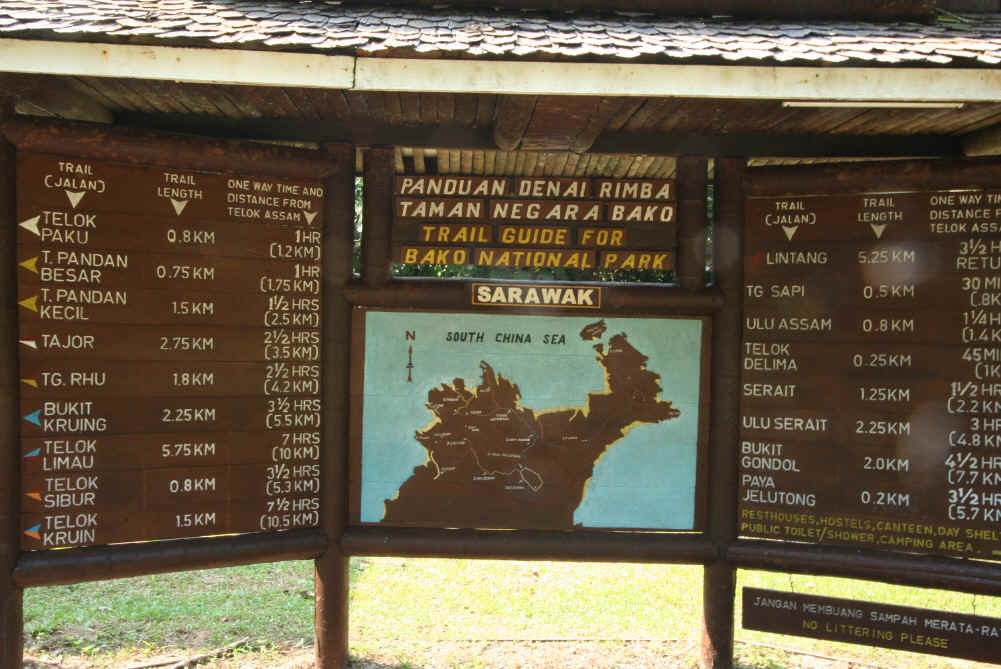 TRAIL
(JALAN)
TRAIL
LENGTH
ONE WAY TIME AND
DISTANCE FROM
TELOK ASSAM
TELOK
PAKU
0.8 KM
1HR
(1.2 KM)
T. PANDAN
BESAR
0.75 KM
1HR
(1.75 KM)
T. PANDAN
KECIL
1.5 KM
1½ HRS
(2.5 KM)
TAJOR
2.75 KM
2½ HRS
(3.5 KM)
TG. RHU
1.8 KM
2½ HRS
(4.2 KM)
BUKIT
KRUING
2.25 KM
3½ HRS
(5.5 KM)
TELOK
LIMAU
5.75 KM
7 HRS
(10 KM)
TELOK
SIBUR
0.8 KM
3½ HRS
(5.3 KM)
TELOK
KRUIN
1.5 KM
7½ HRS
(10.5 KM)
PANDUAN DENAI RIMBA
TAMAN NEGARA BAKO
TRAIL GUIDE FOR
BAKO NATIONAL PARK
SARAWAK
N
SOUTH CHINA SEA
TRAIL
(JALAN)
TRAIL
LENGTH
ONE WAY TIME
DISTANCE F
TELOK ASSA
LINTANG
5.25 KM
3½ H
RETU
TG SAPI
0.5 KM
30 MI
(.8K
ULU ASSAM
0.8 KM
1¼ H
(1.4 K
TELOK
DELIMA
0.25 KM
45 MI
(1 K
SERAIT
1.25 KM
1½ HR
(2.2 K
ULU SERAIT
2.25 KM
3 HR
(4.8 K
BUKIT
GONDOL
2.0 KM
4½ HR
(7.7 K
PAYA
JELUTONG
0.2 KM
3½ HR
(5.7 K
RESTHOUSES, HOSTELS, CANTEEN, DAY SHEL
PUBLIC TOILET/SHOWER, CAMPING AREA.
JANGAN MEMBUANG SAMPAH MERATA-RA
NO LITTERING PLEASE